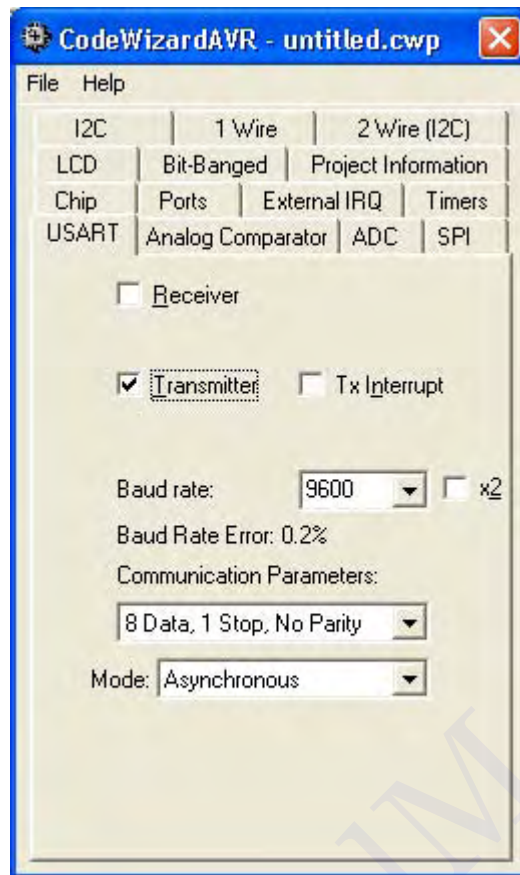 CodeWizardAVR - untitled.cwp
File Help
I2C 1 Wire 2 Wire (I2C)
LCD Bit-Banged Project Information
Chip Ports External IRQ Timers
USART Analog Comparator ADC SPI
Receiver
Transmitter Tx Interrupt
Baud rate: 9600 x2
Baud Rate Error: 0.2%
Communication Parameters:
8 Data, 1 Stop, No Parity
Mode: Asynchronous